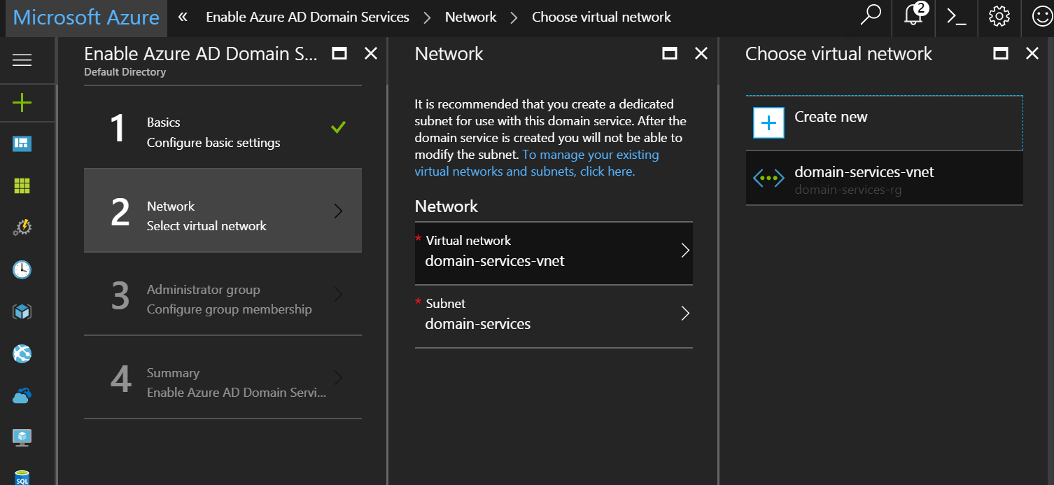 Microsoft Azure « Enable Azure AD Domain Services > Network > Choose virtual network 2
Enable Azure AD Domain S...
Default Directory
1
Basics
Configure basic settings
2
Network
Select virtual network
3
Administrator group
Configure group membership
4
Summary
Enable Azure AD Domain Servi...
SQL
Network
It is recommended that you create a dedicated
subnet for use with this domain service. After the
domain service is created you will not be able to
modify the subnet. To manage your existing
virtual networks and subnets, click here.
Network
* Virtual network
domain-services-vnet
* Subnet
domain-services
Choose virtual network
Create new
domain-services-vnet
domain-services-rg